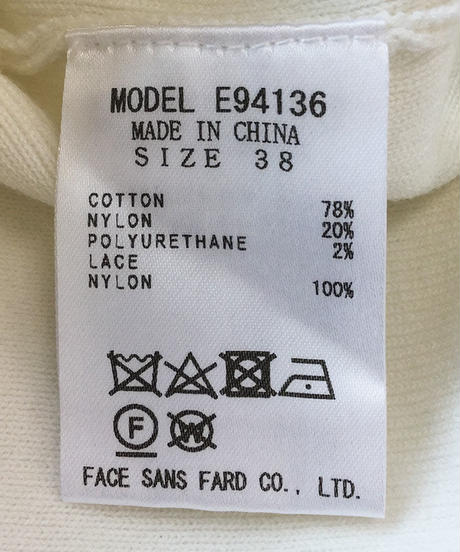 MODEL E94136
MADE IN CHINA
SIZE 38
COTTON 78%
NYLON 20%
POLYURETHANE 2%
LACE
NYLON 100%
F W
FACE SANS FARD CO., LTD.